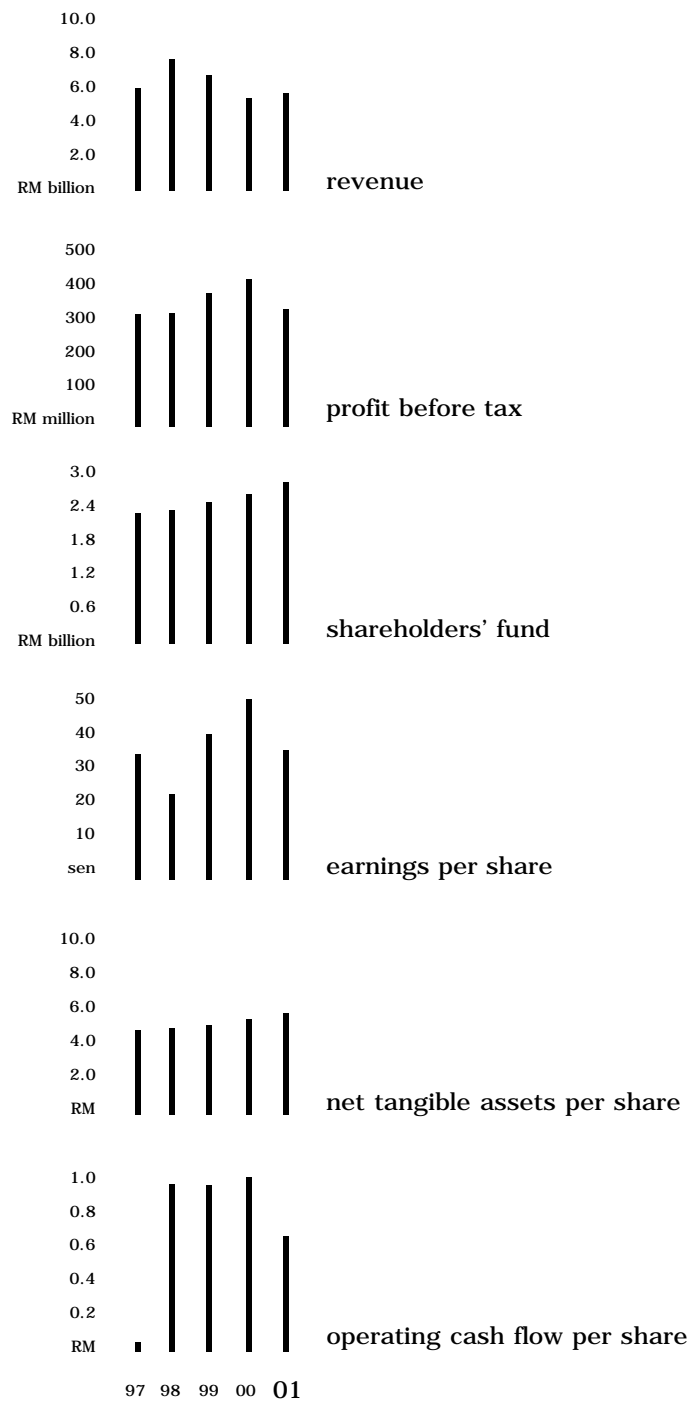 10.0
8.0
6.0
4.0
2.0
RM billion
revenue
500
400
300
200
100
RM million
profit before tax
3.0
2.4
1.8
1.2
0.6
RM billion
shareholders’ fund
50
40
30
20
10
sen
earnings per share
10.0
8.0
6.0
4.0
2.0
RM
net tangible assets per share
1.0
0.8
0.6
0.4
0.2
RM
operating cash flow per share
97 98 99 00 01